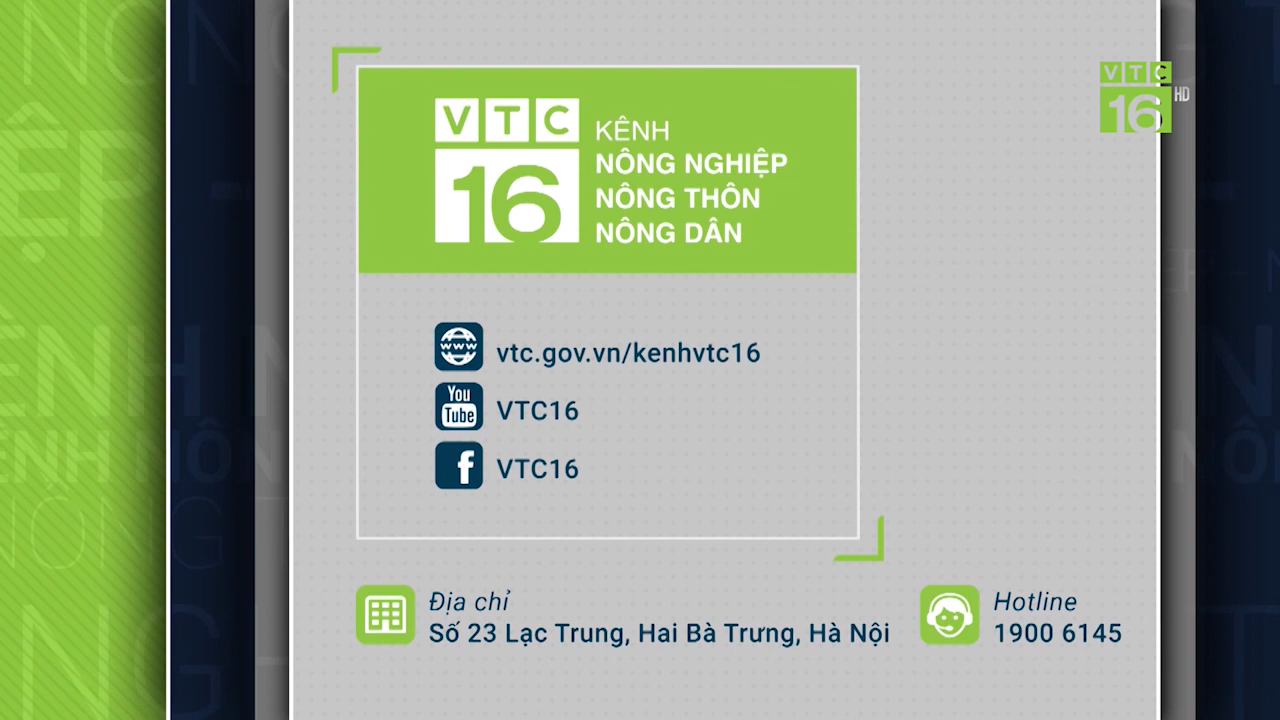 VTC
16
KÊNH
NÔNG NGHIỆP
NÔNG THÔN
NÔNG DÂN
VTC
16 HD
www
vtc.gov.vn/kenhvtc16
You
Tube
VTC16
f
VTC16
Địa chỉ
Số 23 Lạc Trung, Hai Bà Trưng, Hà Nội
Hotline
1900 6145